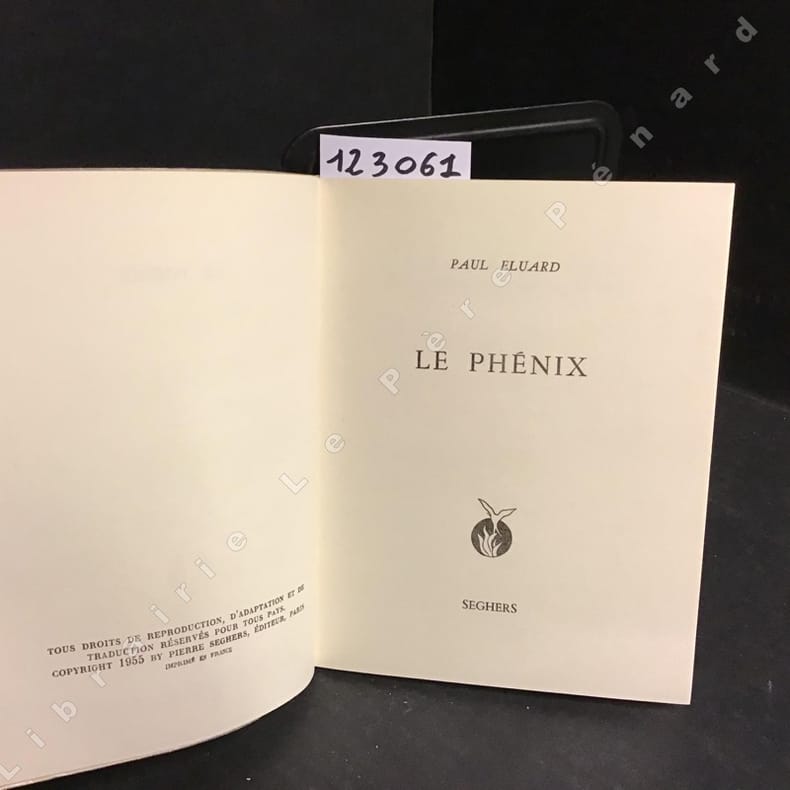 123061
PAUL ELUARD
LE PHÉNIX
SEGHERS
TOUS DROITS DE REPRODUCTION, D'ADAPTATION ET DE
TRADUCTION RÉSERVÉS POUR TOUS PAYS.
COPYRIGHT 1955 BY PIERRE SEGHERS, ÉDITEUR, PARIS
IMPRIMÉ EN FRANCE
Librairie Le Père Pénard